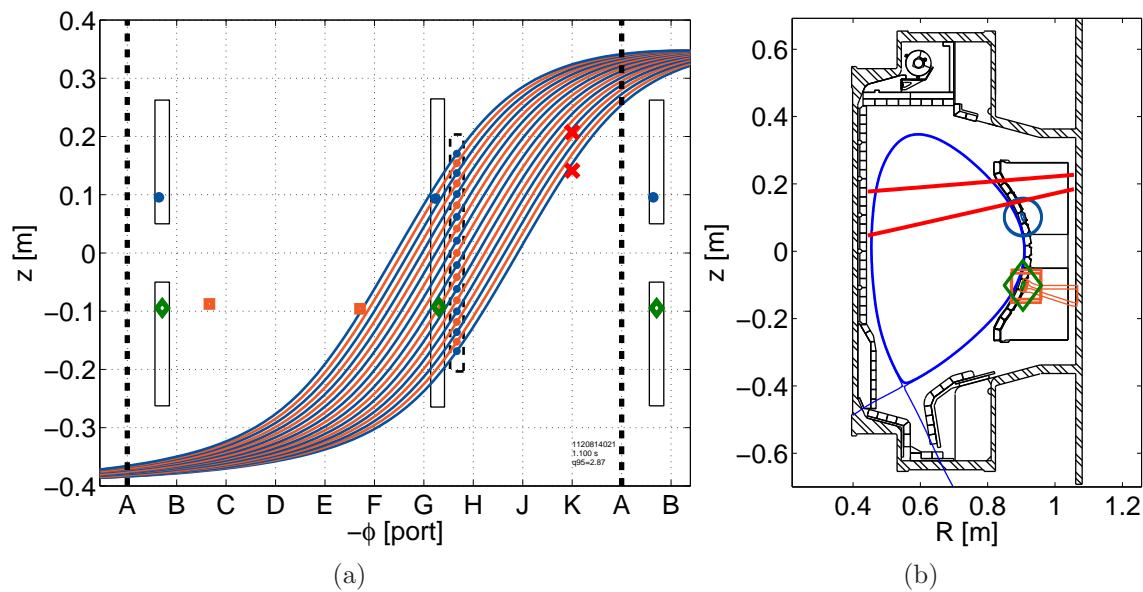 0.4
0.3
0.2
0.1
0
−0.1
−0.2
−0.3
−0.4
z [m]
1120814021
1.100 s
q95=2.87
A B C D E F G H J K A B
−ϕ [port]
(a)
0.6
0.4
0.2
0
−0.2
−0.4
−0.6
z [m]
0.4 0.6 0.8 1 1.2
R [m]
(b)